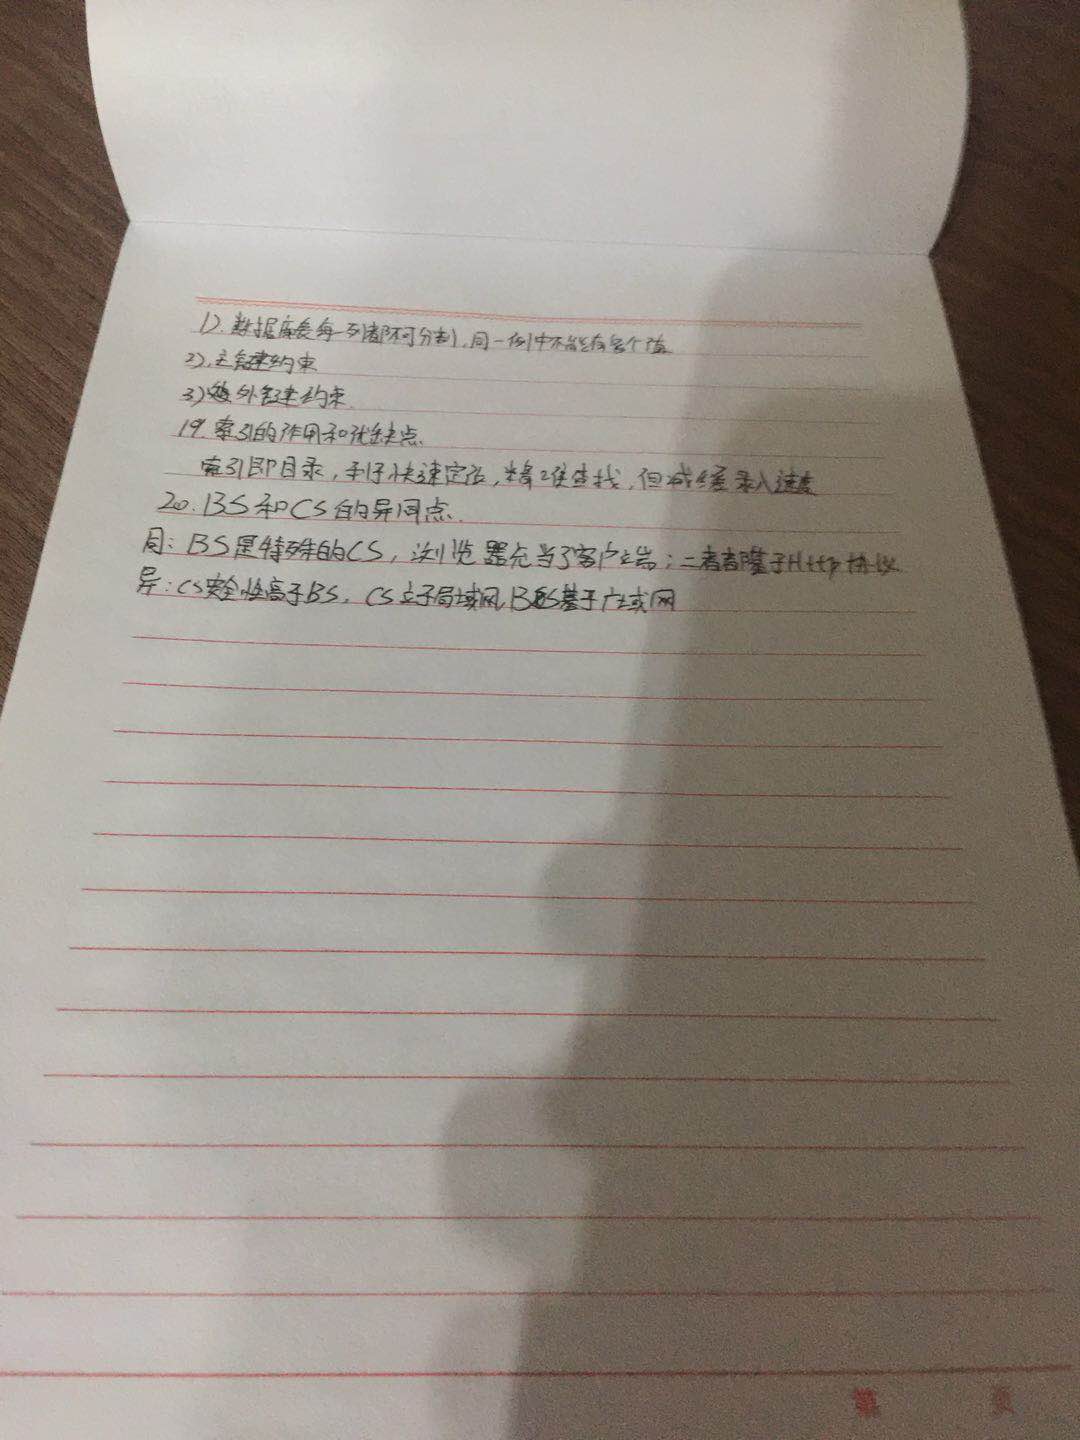 1). 数据库表每一列都不可分割,同一例中不能有多个值
2). 主键约束
3) 外键约束
19. 索引的作用和优缺点.
索引即目录,利于快速定位,精准查找,但减缓录入速度
20. BS和CS的异同点.
同: BS是特殊的CS, 浏览器充当了客户端; 二者都基于Http协议
异: CS安全性高于BS, CS立于局域网,BS基于广域网
第 页